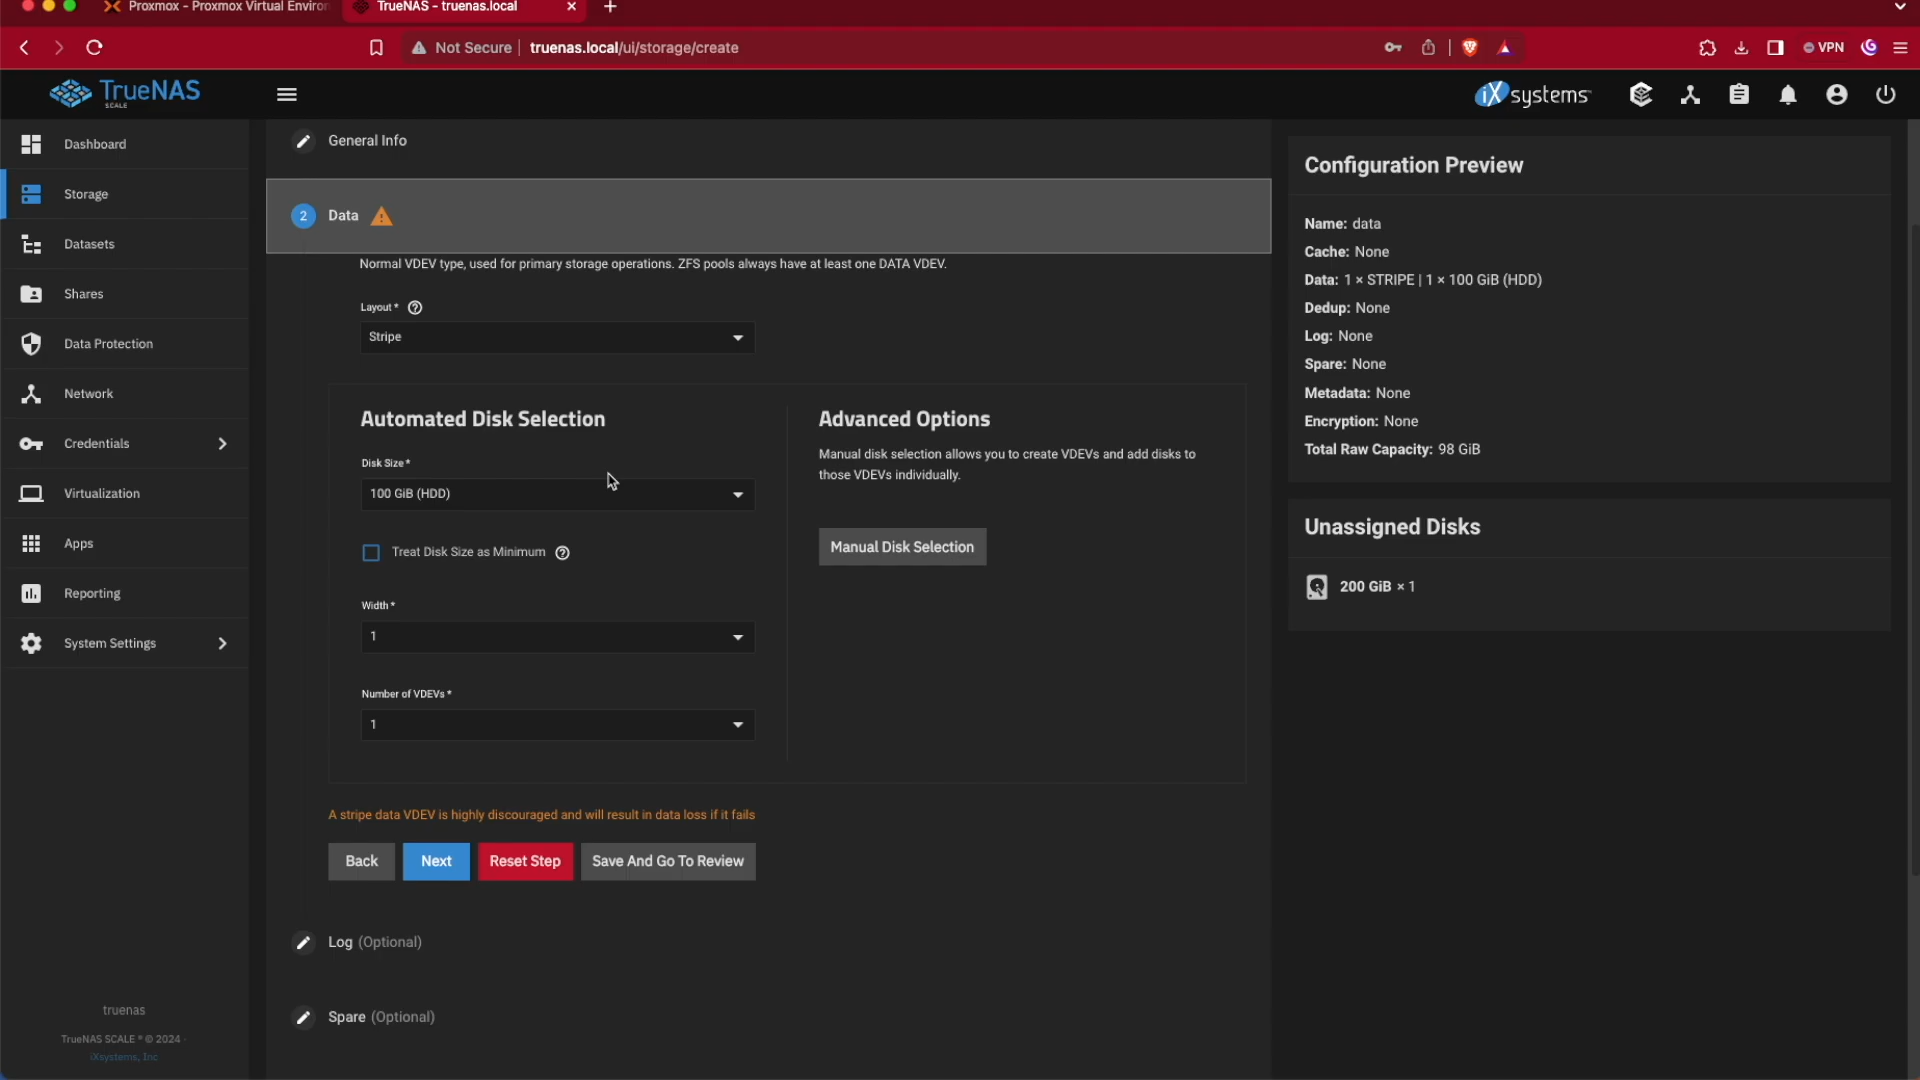 Proxmox - Proxmox Virtual Enviro
TrueNAS - truenas.local
Not Secure
truenas.local/ui/storage/create
VPN
TrueNAS
SCALE
iXsystems
Dashboard
Storage
Datasets
Shares
Data Protection
Network
Credentials
Virtualization
Apps
Reporting
System Settings
truenas
TrueNAS SCALE ® © 2024 -
iXsystems, Inc
General Info
2 Data
Normal VDEV type, used for primary storage operations. ZFS pools always have at least one DATA VDEV.
Layout *
Stripe
Automated Disk Selection
Disk Size *
100 GiB (HDD)
Treat Disk Size as Minimum
Width *
1
Number of VDEVs *
1
Advanced Options
Manual disk selection allows you to create VDEVs and add disks to
those VDEVs individually.
Manual Disk Selection
A stripe data VDEV is highly discouraged and will result in data loss if it fails
Back
Next
Reset Step
Save And Go To Review
Log (Optional)
Spare (Optional)
Configuration Preview
Name: data
Cache: None
Data: 1 × STRIPE | 1 × 100 GiB (HDD)
Dedup: None
Log: None
Spare: None
Metadata: None
Encryption: None
Total Raw Capacity: 98 GiB
Unassigned Disks
200 GiB × 1